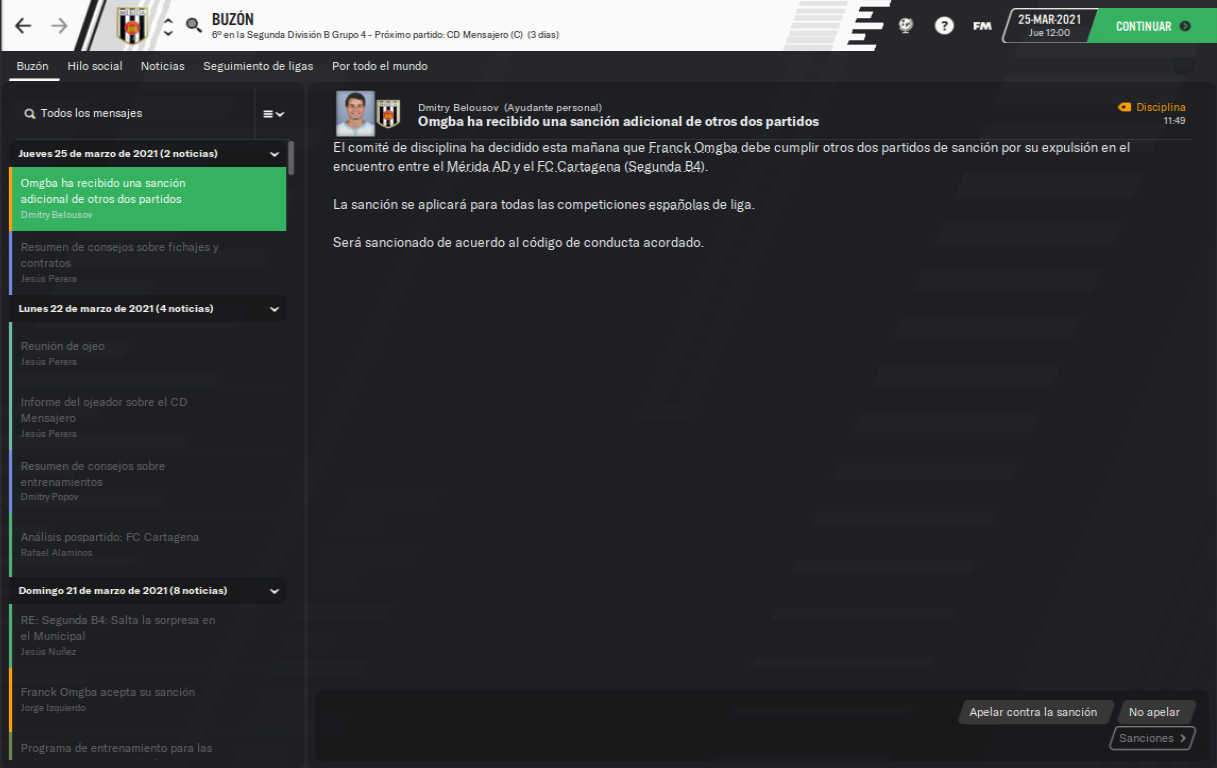 BUZÓN
6º en la Segunda División B Grupo 4 - Próximo partido: CD Mensajero (C) (3 días)
FM
25-MAR-2021
Jue 12:00
CONTINUAR
Buzón
Hilo social
Noticias
Seguimiento de ligas
Por todo el mundo
Todos los mensajes
Jueves 25 de marzo de 2021 (2 noticias)
Omgba ha recibido una sanción
adicional de otros dos partidos
Dmitry Belousov
Resumen de consejos sobre fichajes y
contratos
Jesús Perera
Lunes 22 de marzo de 2021 (4 noticias)
Reunión de ojeo
Jesús Perera
Informe del ojeador sobre el CD
Mensajero
Jesús Perera
Resumen de consejos sobre
entrenamientos
Dmitry Popov
Análisis pospartido: FC Cartagena
Rafael Alaminos
Domingo 21 de marzo de 2021 (8 noticias)
RE: Segunda B4: Salta la sorpresa en
el Municipal
Jesús Nuñez
Franck Omgba acepta su sanción
Jorge Izquierdo
Programa de entrenamiento para las
Dmitry Belousov (Ayudante personal)
Omgba ha recibido una sanción adicional de otros dos partidos
Disciplina
11:49
El comité de disciplina ha decidido esta mañana que Franck Omgba debe cumplir otros dos partidos de sanción por su expulsión en el
encuentro entre el Mérida AD y el FC Cartagena (Segunda B4).
La sanción se aplicará para todas las competiciones españolas de liga.
Será sancionado de acuerdo al código de conducta acordado.
Apelar contra la sanción
No apelar
Sanciones